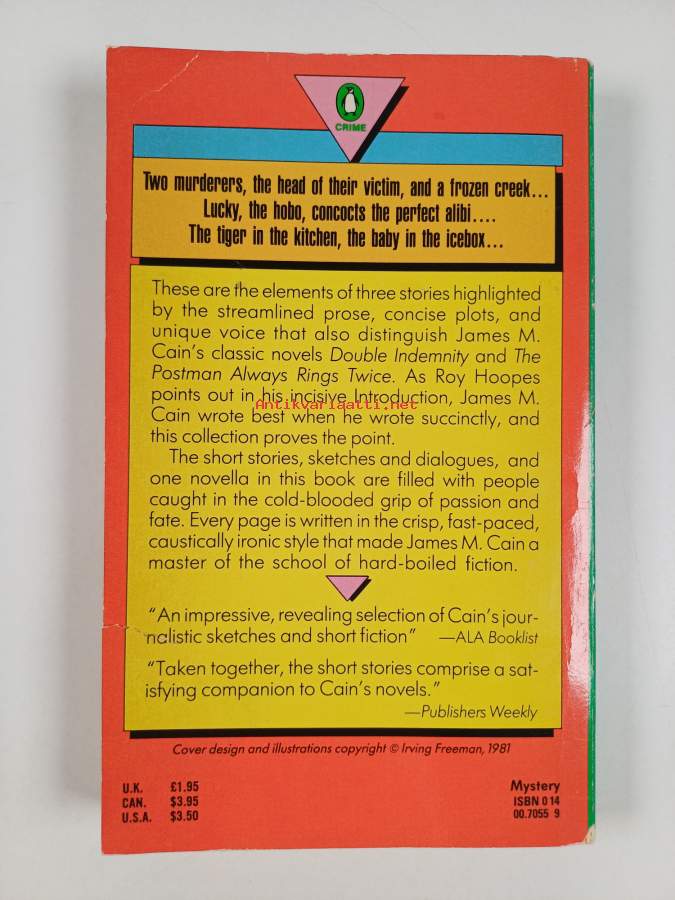 CRIME
Two murderers, the head of their victim, and a frozen creek...
Lucky, the hobo, concocts the perfect alibi....
The tiger in the kitchen, the baby in the icebox...
These are the elements of three stories highlighted
by the streamlined prose, concise plots, and
unique voice that also distinguish James M.
Cain's classic novels Double Indemnity and The
Postman Always Rings Twice. As Roy Hoopes
points out in his incisive Introduction, James M.
Antikvariaatti.net
Cain wrote best when he wrote succinctly, and
this collection proves the point.
The short stories, sketches and dialogues, and
one novella in this book are filled with people
caught in the cold-blooded grip of passion and
fate. Every page is written in the crisp, fast-paced,
caustically ironic style that made James M. Cain a
master of the school of hard-boiled fiction.
"An impressive, revealing selection of Cain's jour-
nalistic sketches and short fiction" —ALA Booklist
"Taken together, the short stories comprise a sat-
isfying companion to Cain's novels."
—Publishers Weekly
Cover design and illustrations copyright © Irving Freeman, 1981
U.K. £1.95
CAN. $3.95
U.S.A. $3.50
Mystery
ISBN 0 14
00.7055 9